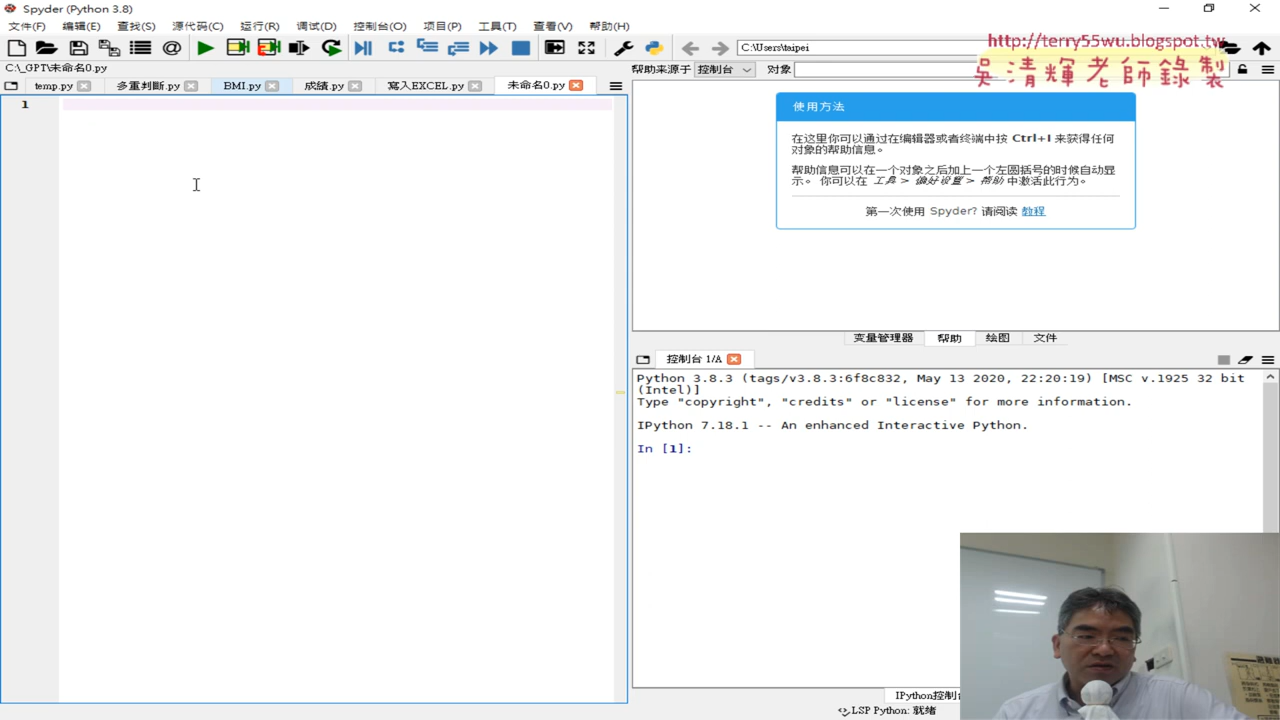 Spyder (Python 3.8)
文件(F) 编辑(E) 查找(S) 源代码(C) 运行(R) 调试(D) 控制台(O) 项目(P) 工具(T) 查看(V) 帮助(H)
C:\Users\taipei
http://terry55wu.blogspot.tw
吳清輝老師錄製
C:\_GPT\未命名0.py
帮助来源于 控制台 对象
temp.py 多重判斷.py BMI.py 成績.py 寫入EXCEL.py 未命名0.py
1
使用方法
在这里你可以通过在编辑器或者终端中按 Ctrl+I 来获得任何
对象的帮助信息。
帮助信息可以在一个对象之后加上一个左圆括号的时候自动显
示。 你可以在 工具 > 偏好设置 > 帮助 中激活此行为。
第一次使用 Spyder? 请阅读 教程
变量管理器 帮助 绘图 文件
控制台 1/A
Python 3.8.3 (tags/v3.8.3:6f8c832, May 13 2020, 22:20:19) [MSC v.1925 32 bit
(Intel)]
Type "copyright", "credits" or "license" for more information.
IPython 7.18.1 -- An enhanced Interactive Python.
In [1]:
IPython控制台
LSP Python: 就绪